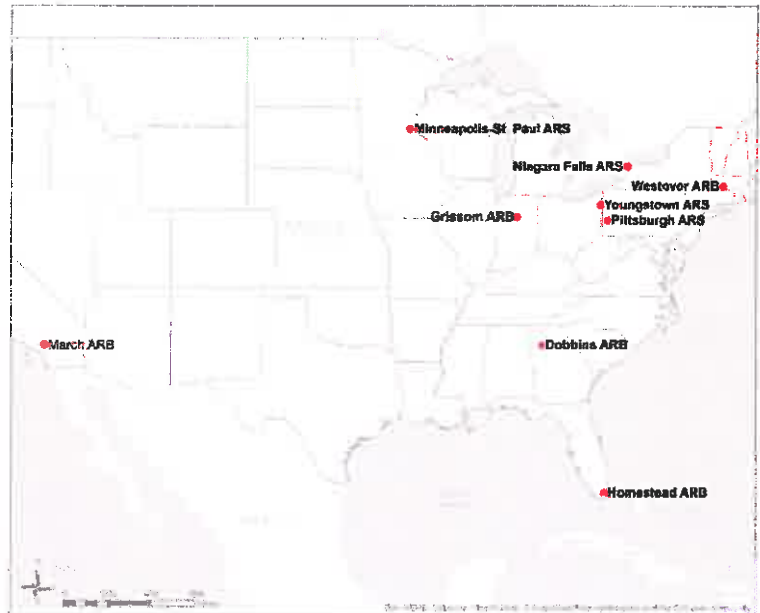 Minneapolis-St Paul ARS
Niagara Falls ARS
Westover ARB
Youngstown ARS
Grissom ARB
Pittsburgh ARS
March ARB
Dobbins ARB
Homestead ARB